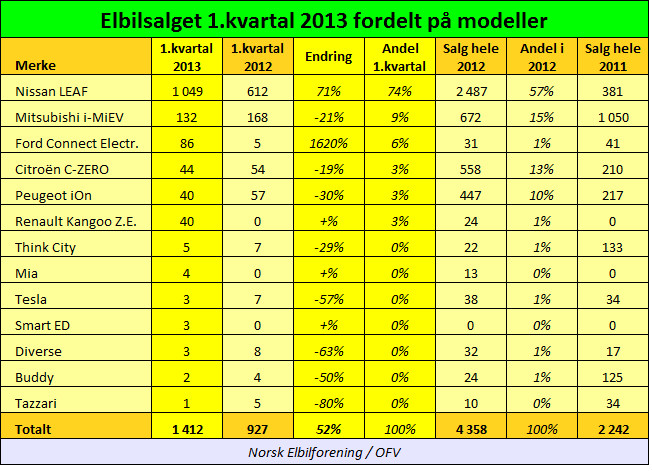 Elbilsalget 1.kvartal 2013 fordelt på modeller
Merke 1.kvartal 2013 1.kvartal 2012 Endring Andel 1.kvartal Salg hele 2012 Andel i 2012 Salg hele 2011
Nissan LEAF 1 049 612 71% 74% 2 487 57% 381
Mitsubishi i-MiEV 132 168 -21% 9% 672 15% 1 050
Ford Connect Electr. 86 5 1620% 6% 31 1% 41
Citroën C-ZERO 44 54 -19% 3% 558 13% 210
Peugeot iOn 40 57 -30% 3% 447 10% 217
Renault Kangoo Z.E. 40 0 +% 3% 24 1% 0
Think City 5 7 -29% 0% 22 1% 133
Mia 4 0 +% 0% 13 0% 0
Tesla 3 7 -57% 0% 38 1% 34
Smart ED 3 0 +% 0% 0 0% 0
Diverse 3 8 -63% 0% 32 1% 17
Buddy 2 4 -50% 0% 24 1% 125
Tazzari 1 5 -80% 0% 10 0% 34
Totalt 1 412 927 52% 100% 4 358 100% 2 242
Norsk Elbilforening / OFV